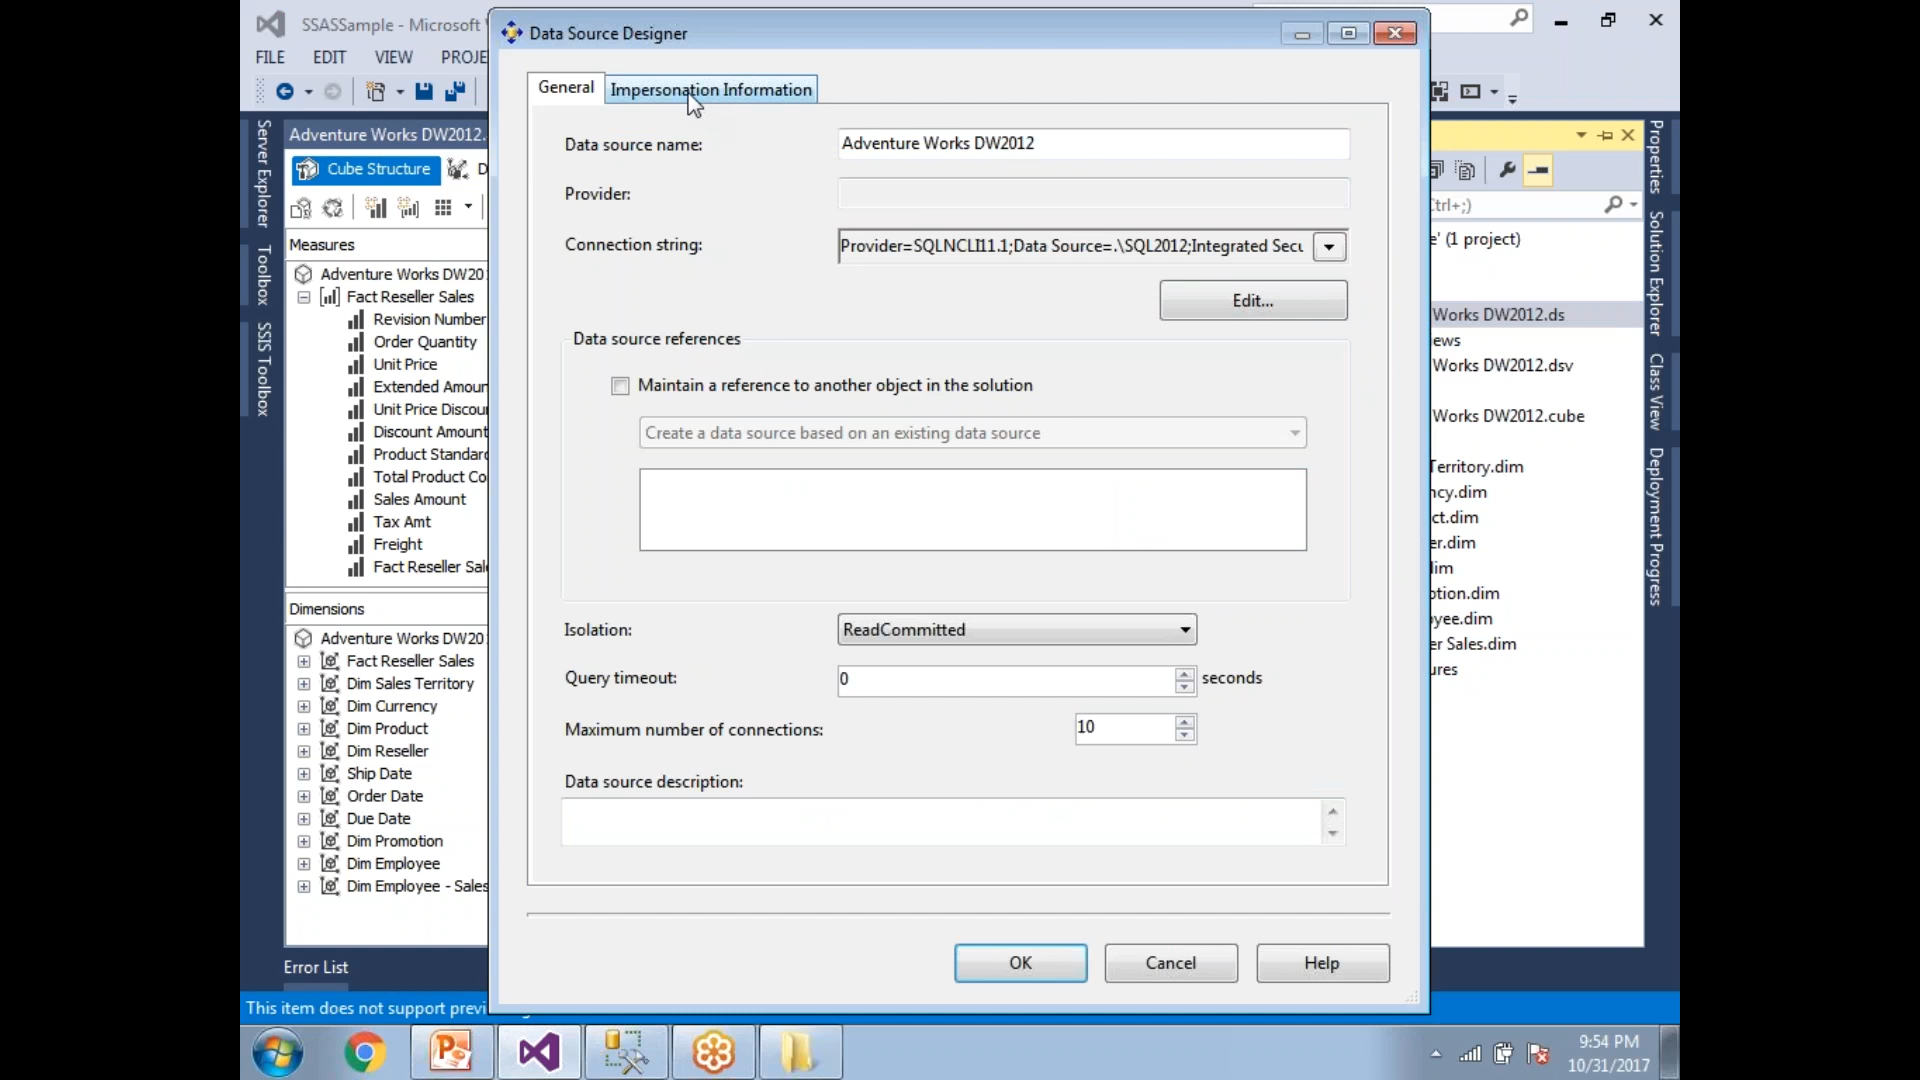 SSASSample - Microsoft
FILE EDIT VIEW PROJE
Data Source Designer
General
Impersonation Information
Data source name:
Adventure Works DW2012
Provider:
Connection string:
Provider=SQLNCLI11.1;Data Source=.\SQL2012;Integrated Secu
Edit...
Data source references
Maintain a reference to another object in the solution
Create a data source based on an existing data source
Isolation:
ReadCommitted
Query timeout:
0
seconds
Maximum number of connections:
10
Data source description:
OK
Cancel
Help
Server Explorer
Toolbox
SSIS Toolbox
Adventure Works DW2012.
Cube Structure
D
Measures
Adventure Works DW20
Fact Reseller Sales
Revision Number
Order Quantity
Unit Price
Extended Amoun
Unit Price Discou
Discount Amount
Product Standard
Total Product Co
Sales Amount
Tax Amt
Freight
Fact Reseller Sal
Dimensions
Adventure Works DW20
Fact Reseller Sales
Dim Sales Territory
Dim Currency
Dim Product
Dim Reseller
Ship Date
Order Date
Due Date
Dim Promotion
Dim Employee
Dim Employee - Sales
Error List
This item does not support previ
Ctrl+;)
e' (1 project)
Works DW2012.ds
ews
Works DW2012.dsv
Works DW2012.cube
Territory.dim
ncy.dim
ct.dim
er.dim
lim
otion.dim
yee.dim
er Sales.dim
ures
Properties
Solution Explorer
Class View
Deployment Progress
9:54 PM
10/31/2017